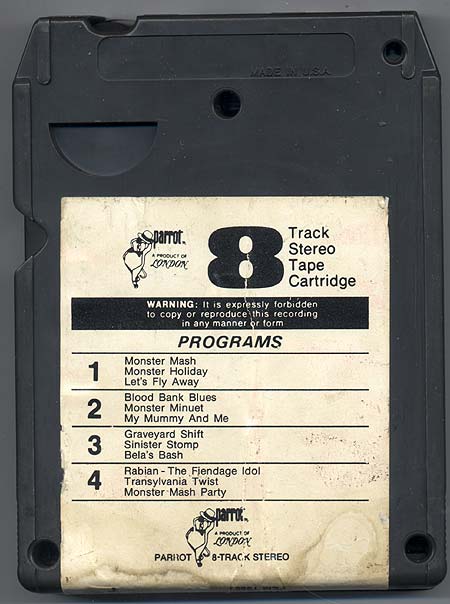 MADE IN U.S.A.
parrot
A PRODUCT OF
LONDON
8
Track
Stereo
Tape
Cartridge
WARNING: It is expressly forbidden
to copy or reproduce this recording
in any manner or form
PROGRAMS
1
Monster Mash
Monster Holiday
Let's Fly Away
2
Blood Bank Blues
Monster Minuet
My Mummy And Me
3
Graveyard Shift
Sinister Stomp
Bela's Bash
4
Rabian - The Fiendage Idol
Transylvania Twist
Monster Mash Party
parrot
A PRODUCT OF
LONDON
PARROT 8-TRACK STEREO